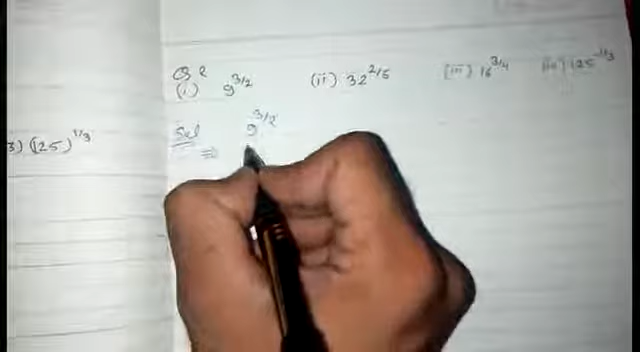 Q 2
(i) 9^3/2 (ii) 32^2/5 (iii) 16^3/4 (iv) 125^-1/3
3) (125)^1/3
Sol 9^3/2
⇒